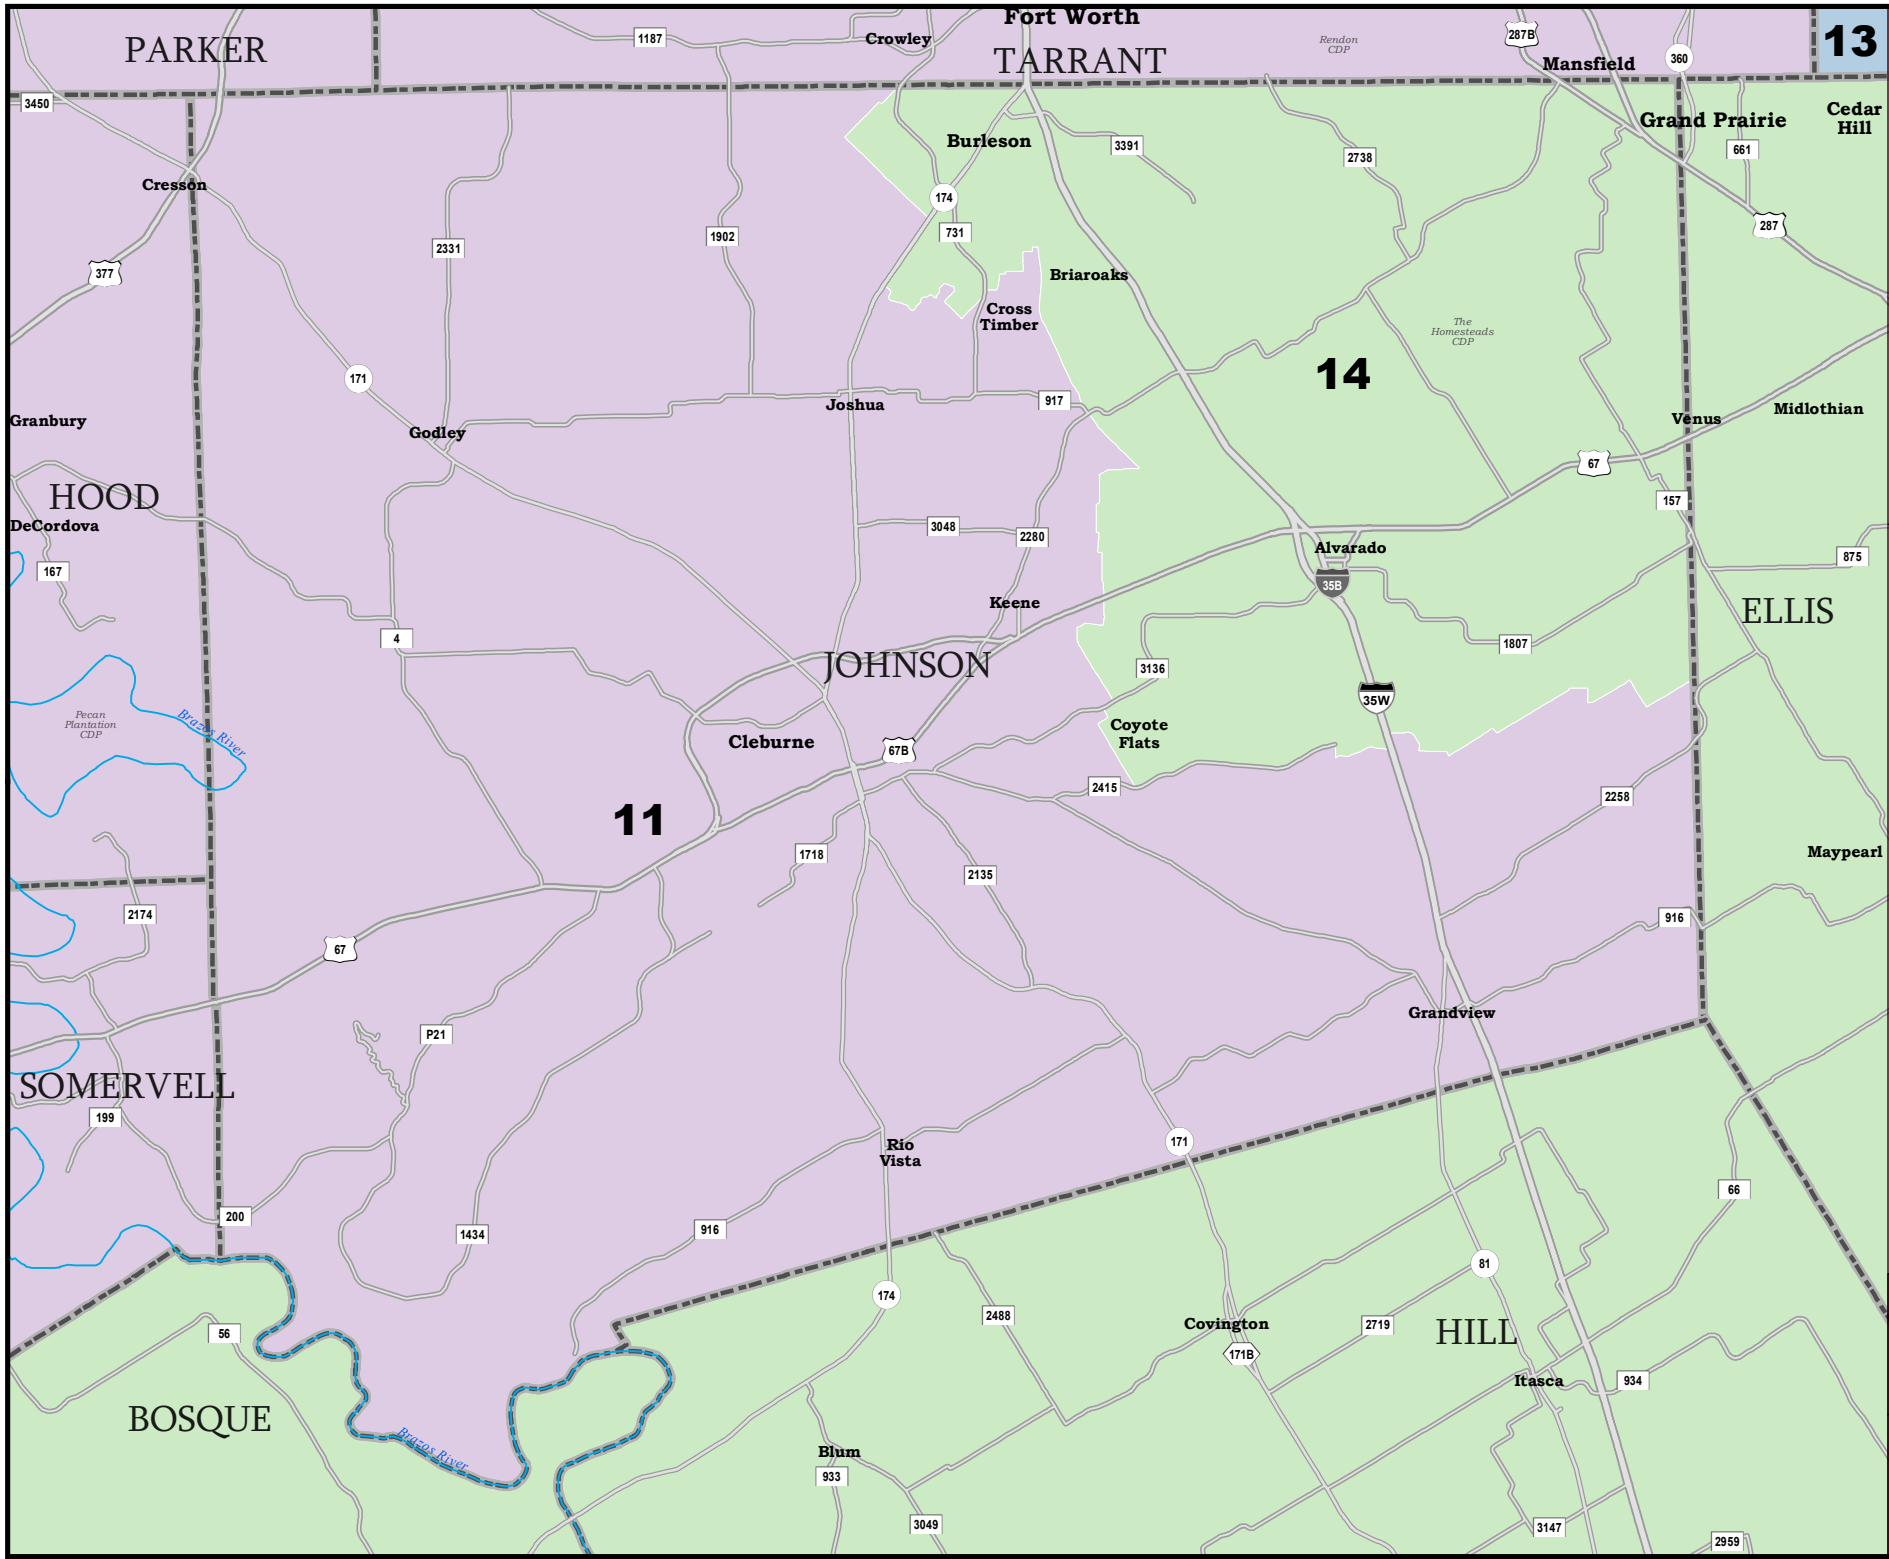 Fort Worth
13
287B
1187
Crowley
Rendon
CDP
PARKER
TARRANT
360
Mansfield
3450
Cedar
Hill
Grand Prairie
Burleson
3391
661
2738
Cresson
174
287
731
1902
2331
377
Briaroaks
Cross
Timber
The
Homesteads
CDP
14
171
917
Joshua
Midlothian
Granbury
Venus
Godley
67
HOOD
157
DeCordova
3048
2280
Alvarado
875
167
35B
Keene
ELLIS
4
1807
JOHNSON
3136
35W
Pecan
Plantation
CDP
Brazos River
Coyote
Flats
Cleburne
67B
2415
2258
11
1718
Maypearl
2135
2174
916
67
Grandview
P21
SOMERVELL
199
171
Rio
Vista
66
200
916
1434
81
174
2488
Covington
2719
HILL
56
171B
934
Itasca
BOSQUE
Brazos River
Blum
933
3049
3147
2959